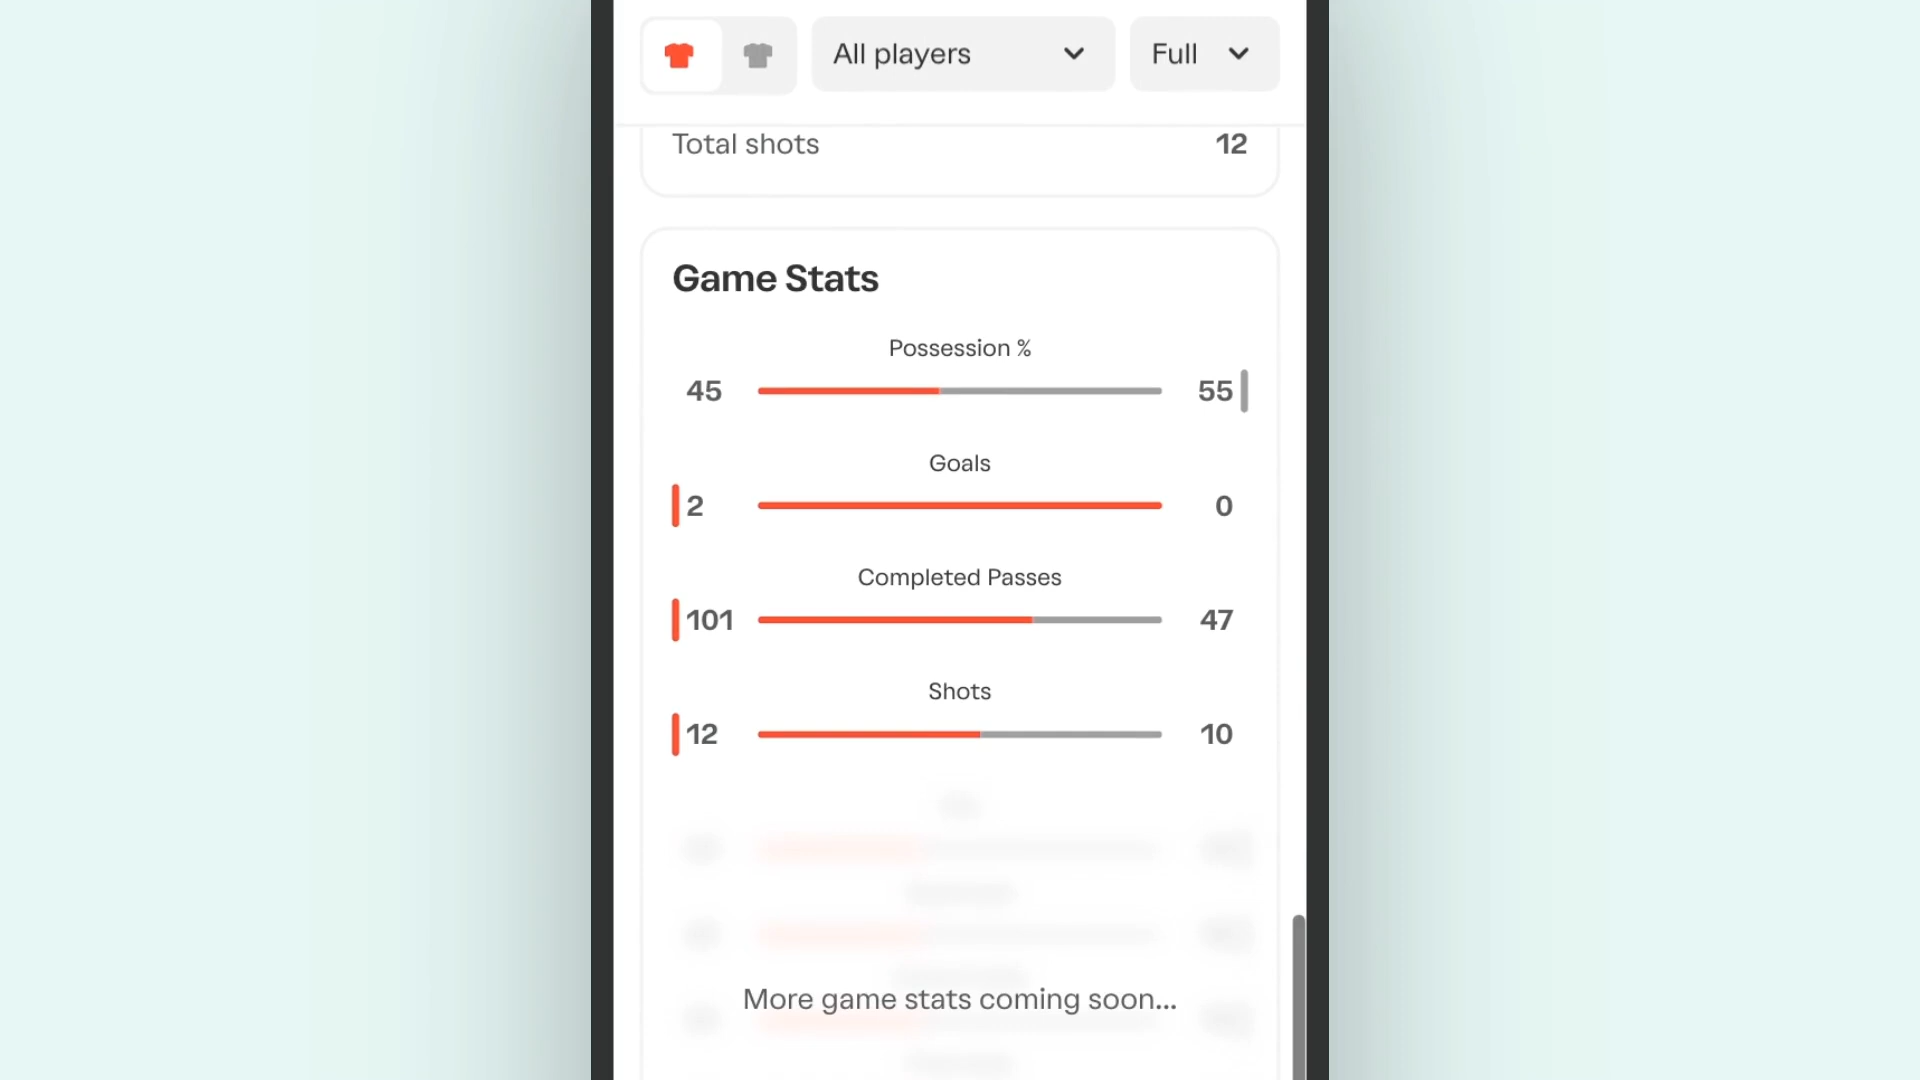 All players
Full
Total shots 12
Game Stats
Possession %
45 55
Goals
2 0
Completed Passes
101 47
Shots
12 10
More game stats coming soon...